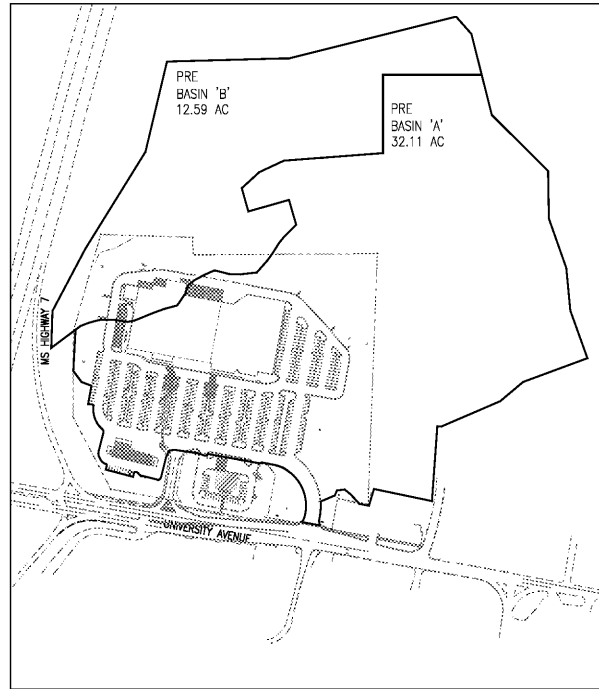 PRE
BASIN 'B'
12.59 AC
PRE
BASIN 'A'
32.11 AC
MS HIGHWAY 7
UNIVERSITY AVENUE